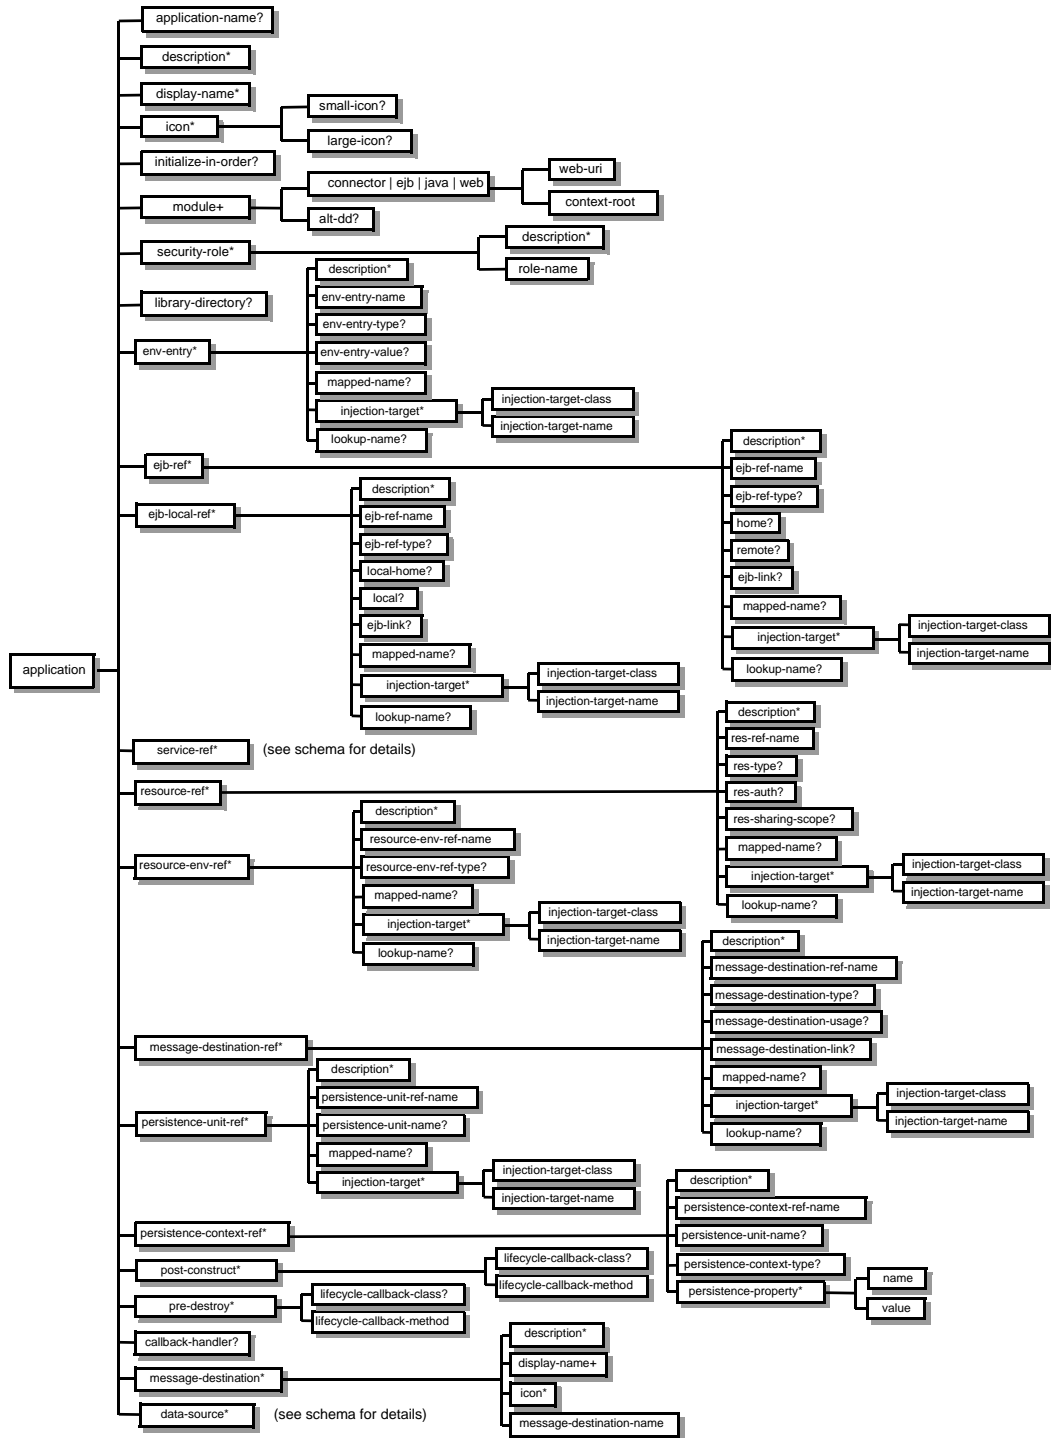 application-name?
description*
display-name*
icon*
small-icon?
large-icon?
initialize-in-order?
module+
connector | ejb | java | web
web-uri
context-root
alt-dd?
security-role*
description*
role-name
library-directory?
env-entry*
description*
env-entry-name
env-entry-type?
env-entry-value?
mapped-name?
injection-target*
injection-target-class
injection-target-name
lookup-name?
ejb-ref*
description*
ejb-ref-name
ejb-ref-type?
home?
remote?
ejb-link?
mapped-name?
injection-target*
injection-target-class
injection-target-name
lookup-name?
ejb-local-ref*
description*
ejb-ref-name
ejb-ref-type?
local-home?
local?
ejb-link?
mapped-name?
injection-target*
injection-target-class
injection-target-name
lookup-name?
application
service-ref*
(see schema for details)
resource-ref*
description*
res-ref-name
res-type?
res-auth?
res-sharing-scope?
mapped-name?
injection-target*
injection-target-class
injection-target-name
lookup-name?
resource-env-ref*
description*
resource-env-ref-name
resource-env-ref-type?
mapped-name?
injection-target*
injection-target-class
injection-target-name
lookup-name?
message-destination-ref*
description*
message-destination-ref-name
message-destination-type?
message-destination-usage?
message-destination-link?
mapped-name?
injection-target*
injection-target-class
injection-target-name
lookup-name?
persistence-unit-ref*
description*
persistence-unit-ref-name
persistence-unit-name?
mapped-name?
injection-target*
injection-target-class
injection-target-name
persistence-context-ref*
description*
persistence-context-ref-name
persistence-unit-name?
persistence-context-type?
persistence-property*
name
value
post-construct*
lifecycle-callback-class?
lifecycle-callback-method
pre-destroy*
lifecycle-callback-class?
lifecycle-callback-method
callback-handler?
message-destination*
description*
display-name+
icon*
message-destination-name
data-source*
(see schema for details)